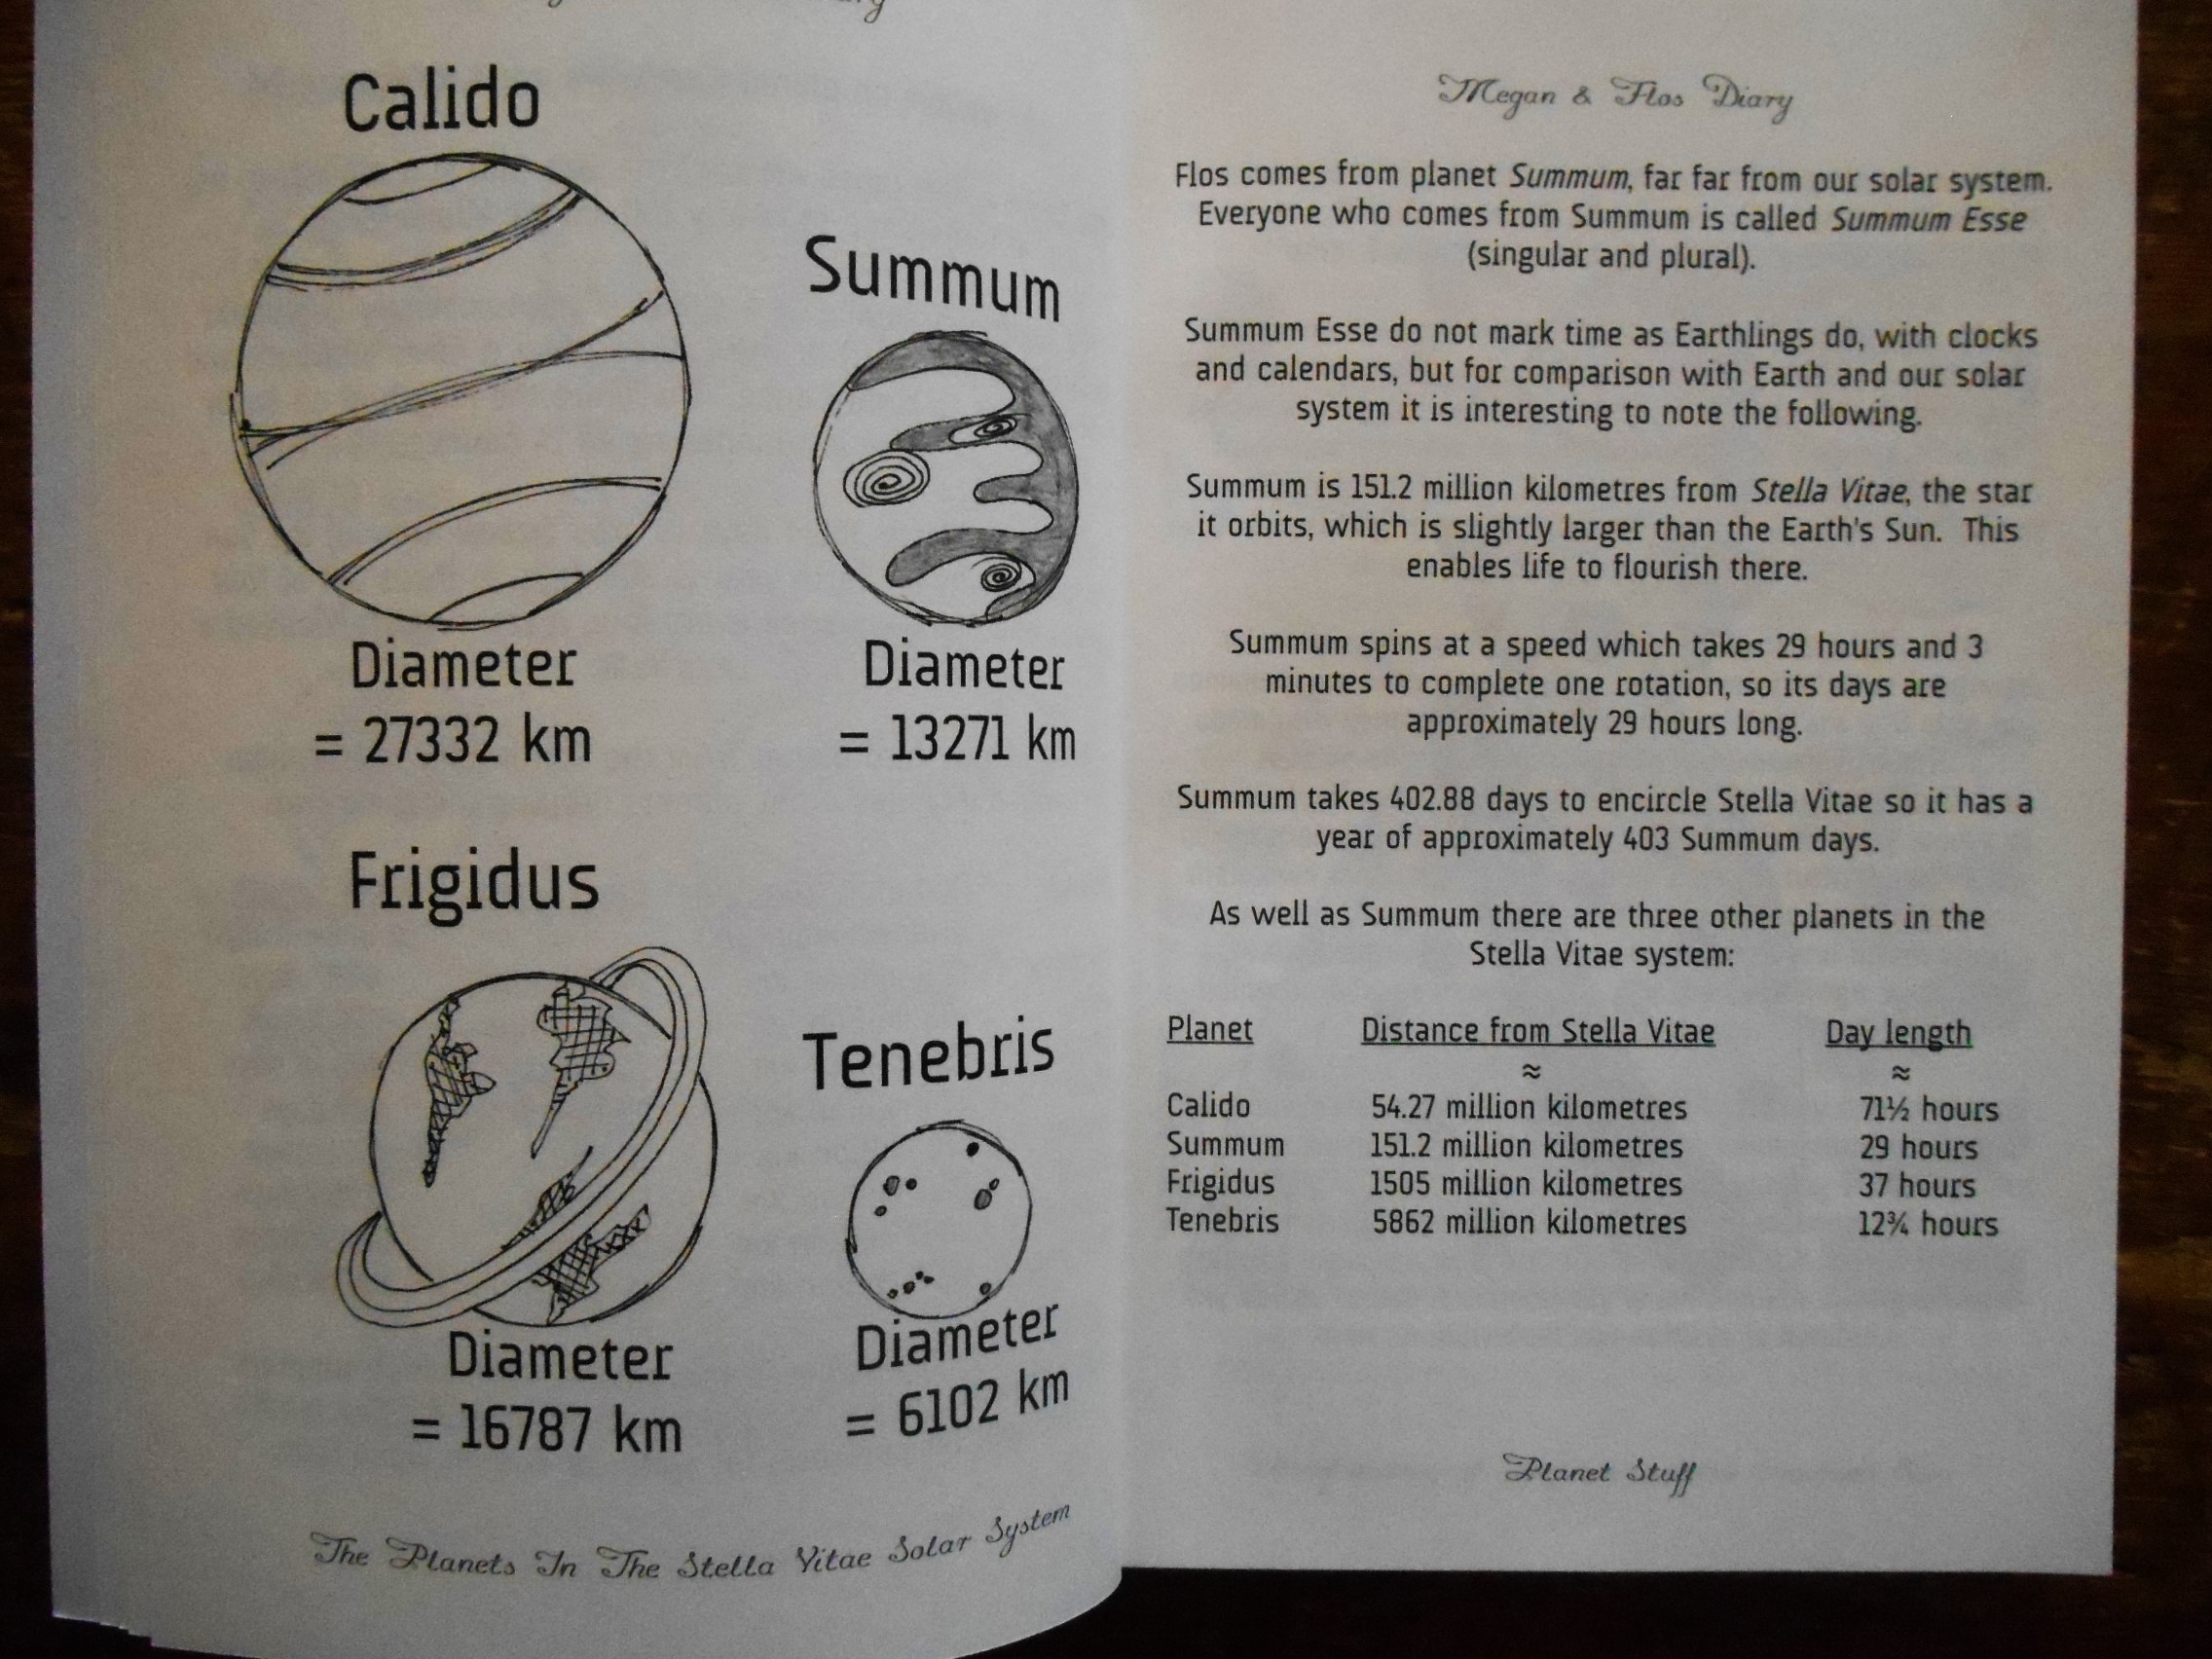 Calido
Summum
Diameter
= 27332 km
Diameter
= 13271 km
Frigidus
Tenebris
Diameter
= 16787 km
Diameter
= 6102 km
The Planets In The Stella Vitae Solar System
Megan & Flos Diary
Flos comes from planet Summum, far far from our solar system.
Everyone who comes from Summum is called Summum Esse
(singular and plural).
Summum Esse do not mark time as Earthlings do, with clocks
and calendars, but for comparison with Earth and our solar
system it is interesting to note the following.
Summum is 151.2 million kilometres from Stella Vitae, the star
it orbits, which is slightly larger than the Earth's Sun. This
enables life to flourish there.
Summum spins at a speed which takes 29 hours and 3
minutes to complete one rotation, so its days are
approximately 29 hours long.
Summum takes 402.88 days to encircle Stella Vitae so it has a
year of approximately 403 Summum days.
As well as Summum there are three other planets in the
Stella Vitae system:
Planet Distance from Stella Vitae Day length
≈ ≈
Calido 54.27 million kilometres 71½ hours
Summum 151.2 million kilometres 29 hours
Frigidus 1505 million kilometres 37 hours
Tenebris 5862 million kilometres 12¾ hours
Planet Stuff